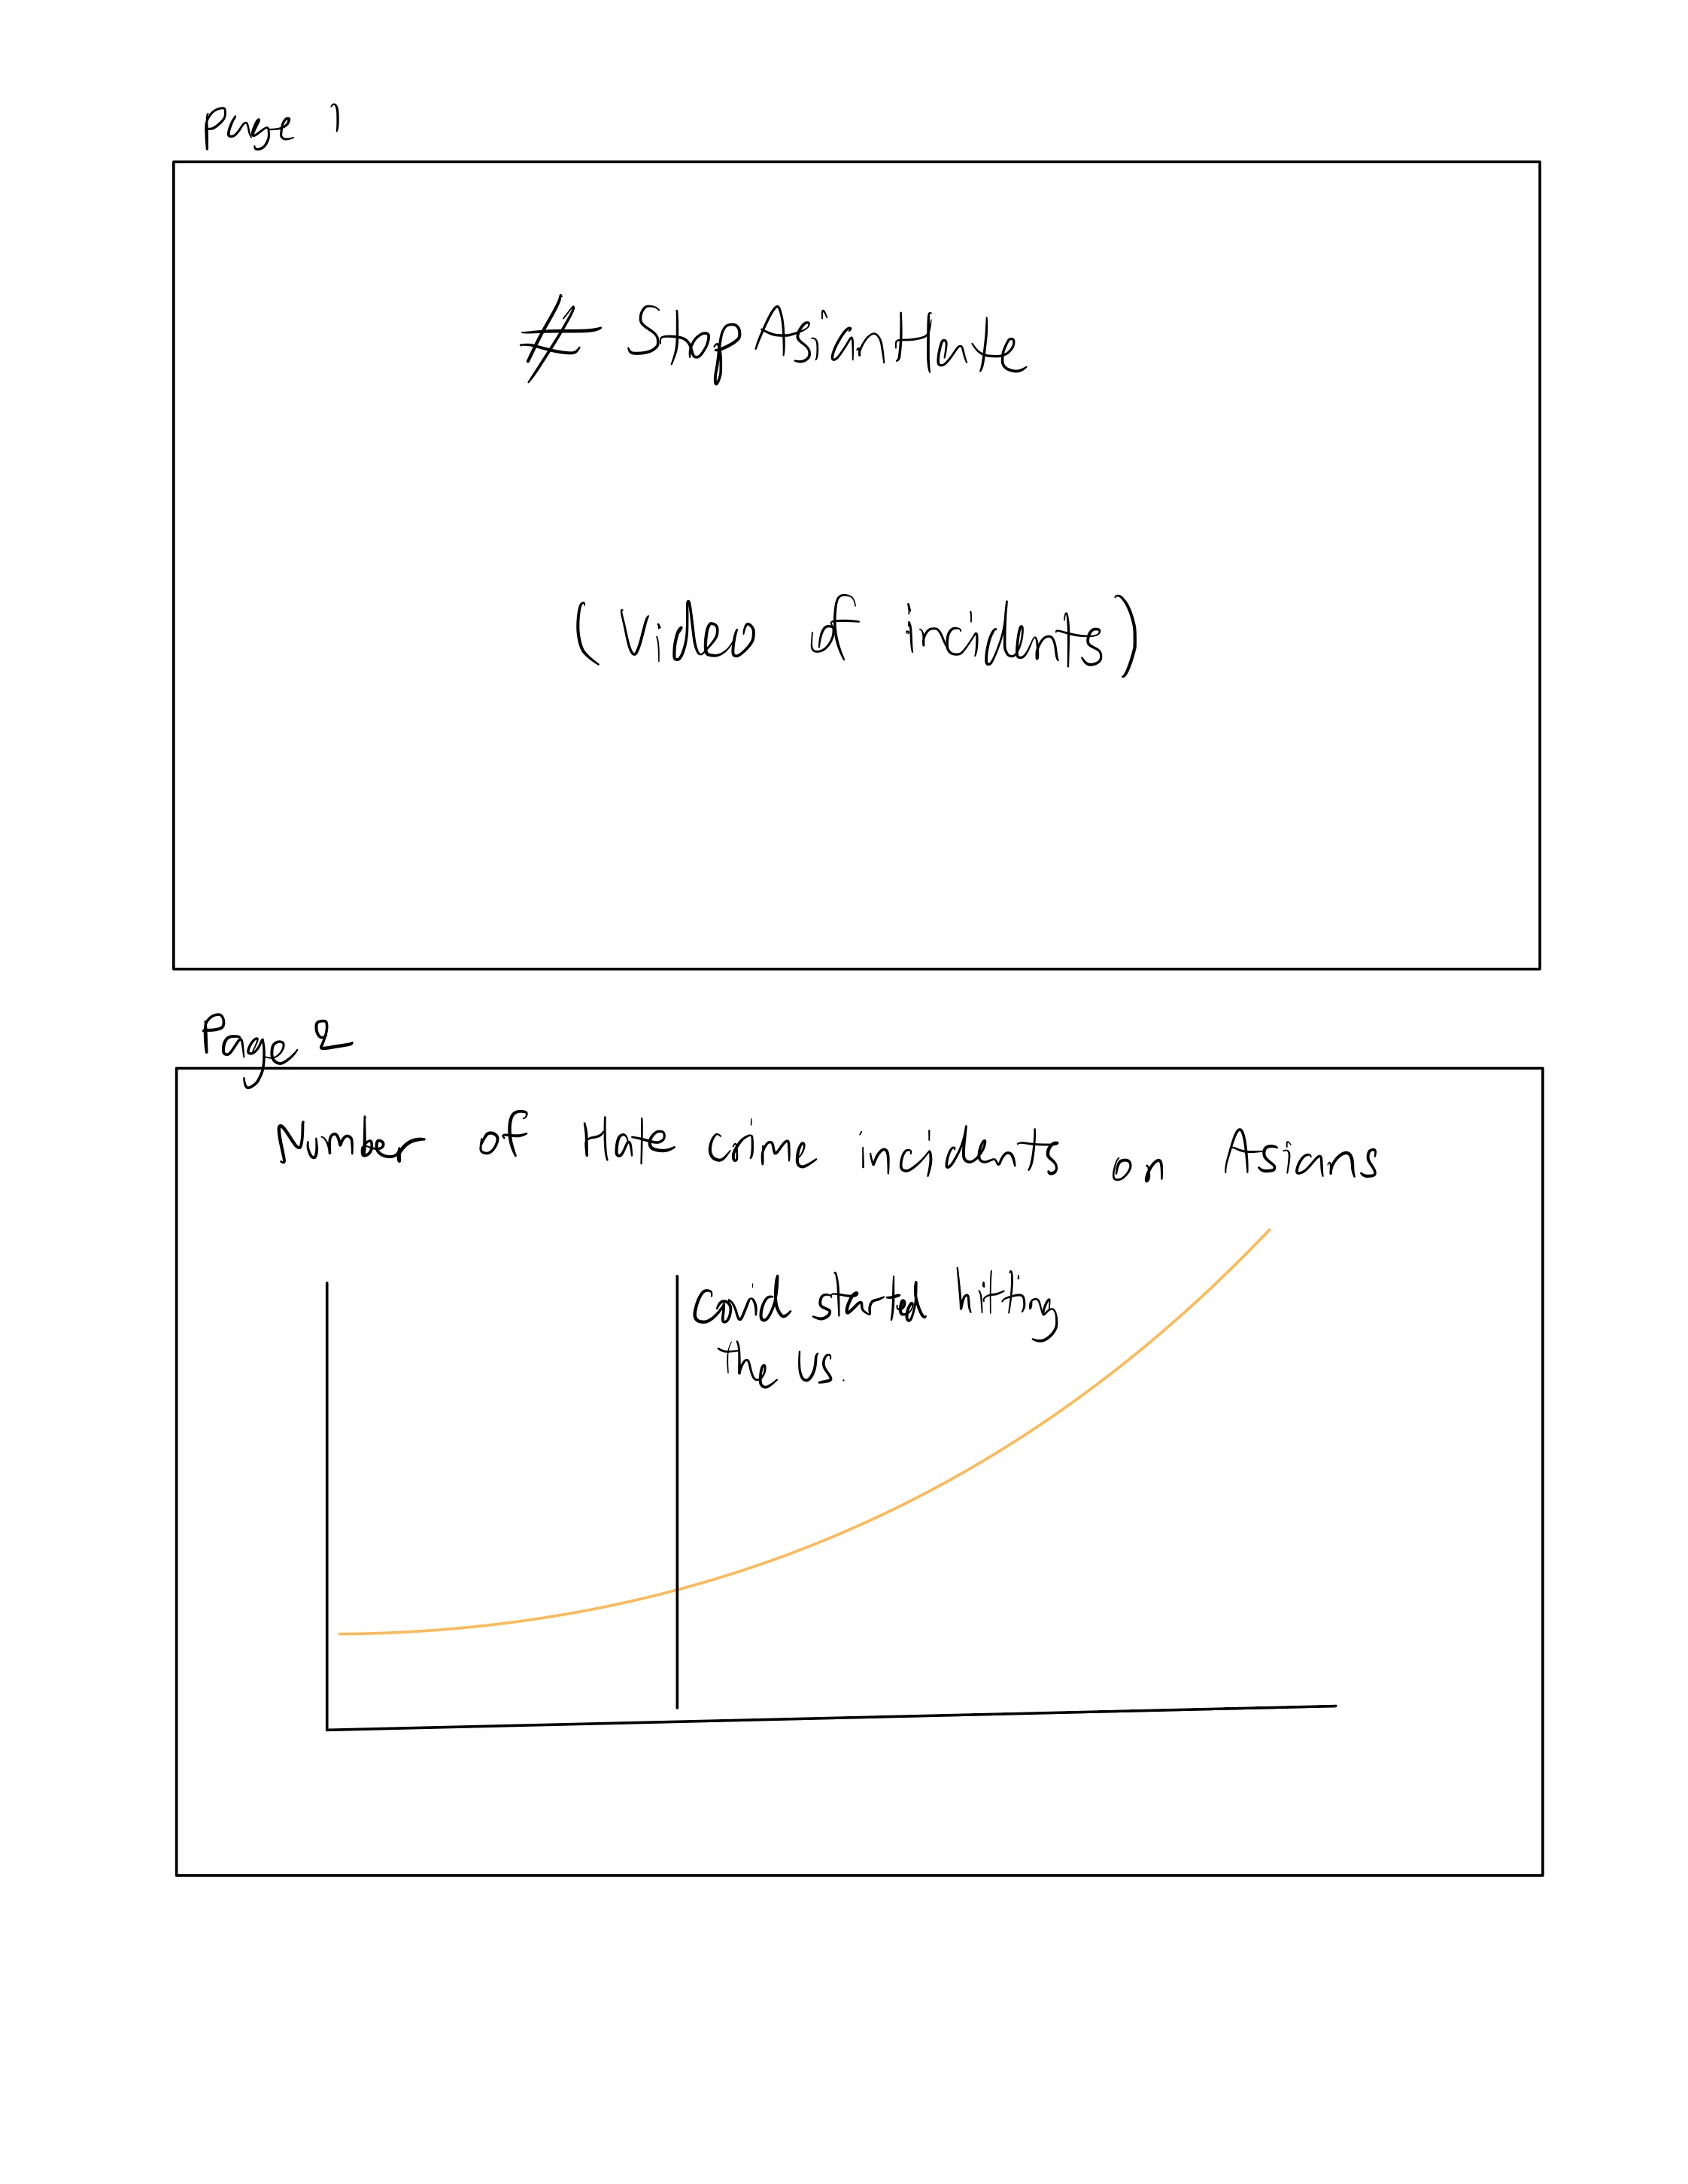 Page 1
# StopAsianHate
(Video of incidents)
Page 2
Number of Hate crime incidents on Asians
Covid started hitting
the US.